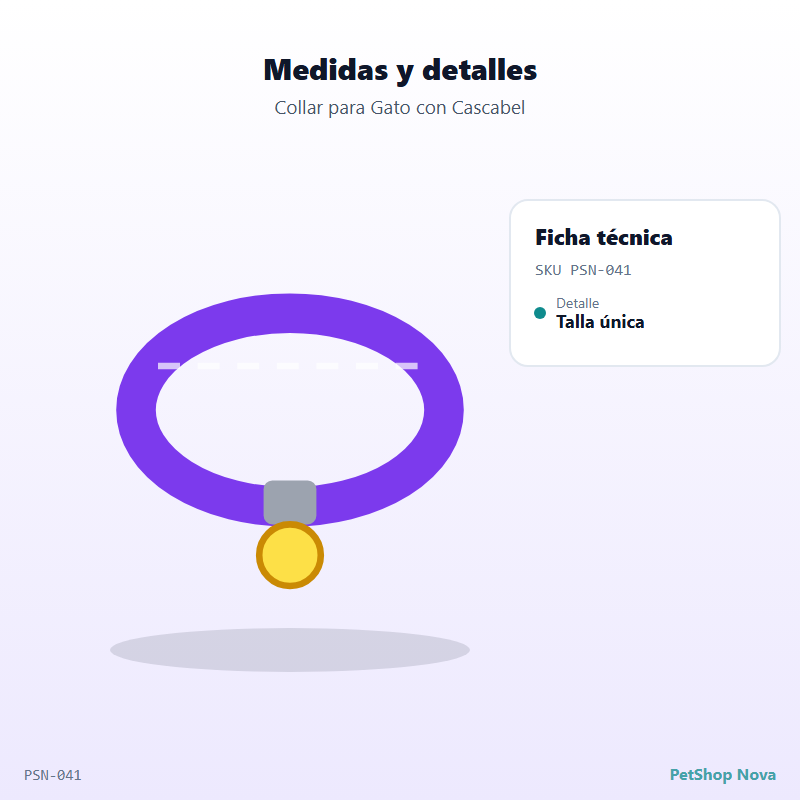 Medidas y detalles
Collar para Gato con Cascabel
Ficha técnica
SKU PSN-041
Detalle
Talla única
PSN-041
PetShop Nova